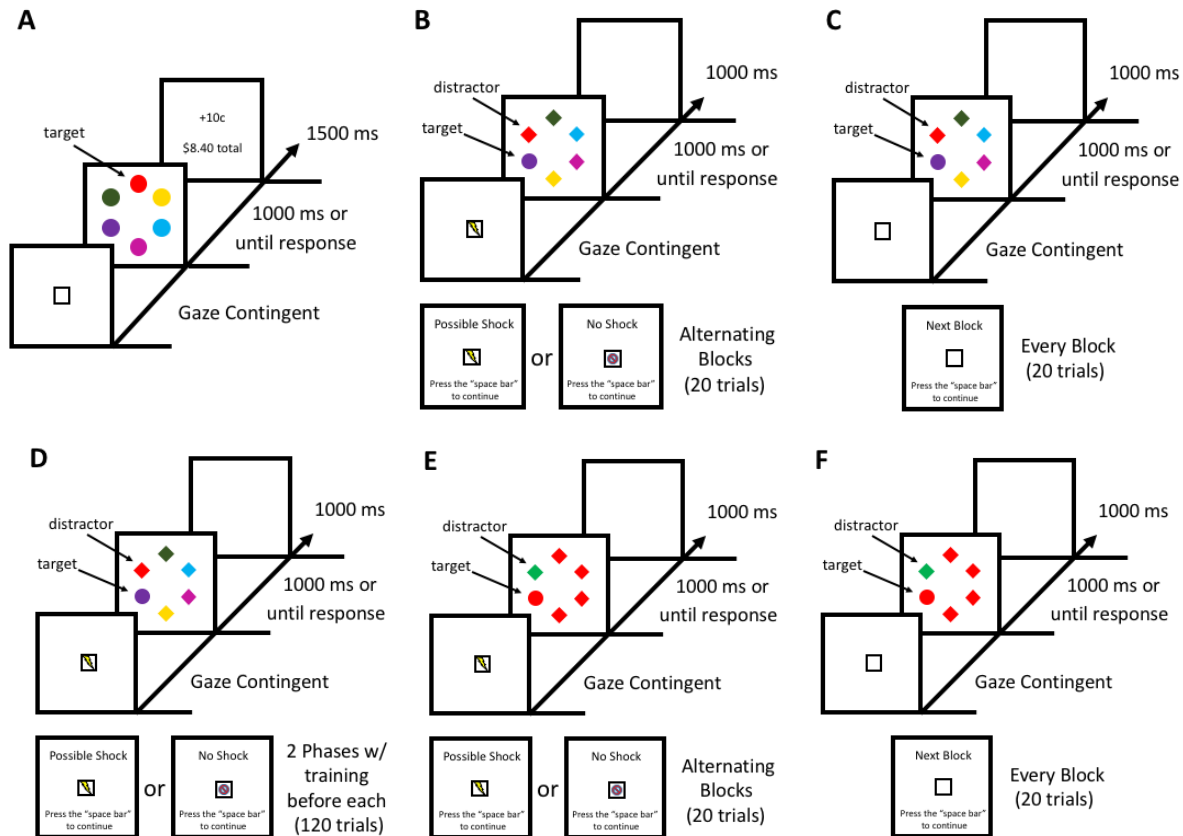 A
+10c
$8.40 total
1500 ms
target
1000 ms or
until response
Gaze Contingent
B
1000 ms
distractor
target
1000 ms or
until response
Gaze Contingent
Possible Shock
Press the "space bar"
to continue
or
No Shock
Press the "space bar"
to continue
Alternating
Blocks
(20 trials)
C
1000 ms
distractor
target
1000 ms or
until response
Gaze Contingent
Next Block
Press the "space bar"
to continue
Every Block
(20 trials)
D
1000 ms
distractor
target
1000 ms or
until response
Gaze Contingent
Possible Shock
Press the "space bar"
to continue
or
No Shock
Press the "space bar"
to continue
2 Phases w/
training
before each
(120 trials)
E
1000 ms
distractor
target
1000 ms or
until response
Gaze Contingent
Possible Shock
Press the "space bar"
to continue
or
No Shock
Press the "space bar"
to continue
Alternating
Blocks
(20 trials)
F
1000 ms
distractor
target
1000 ms or
until response
Gaze Contingent
Next Block
Press the "space bar"
to continue
Every Block
(20 trials)